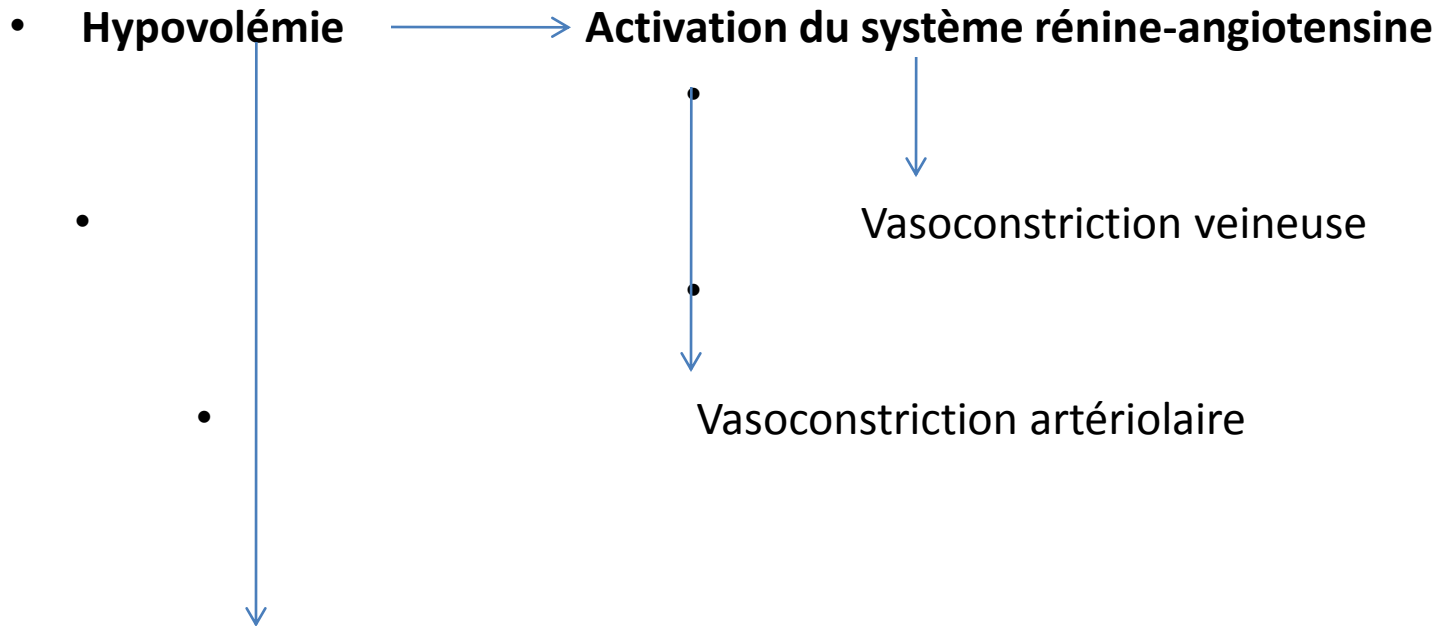 • Hypovolémie → Activation du système rénine-angiotensine
•
• Vasoconstriction veineuse
•
• Vasoconstriction artériolaire